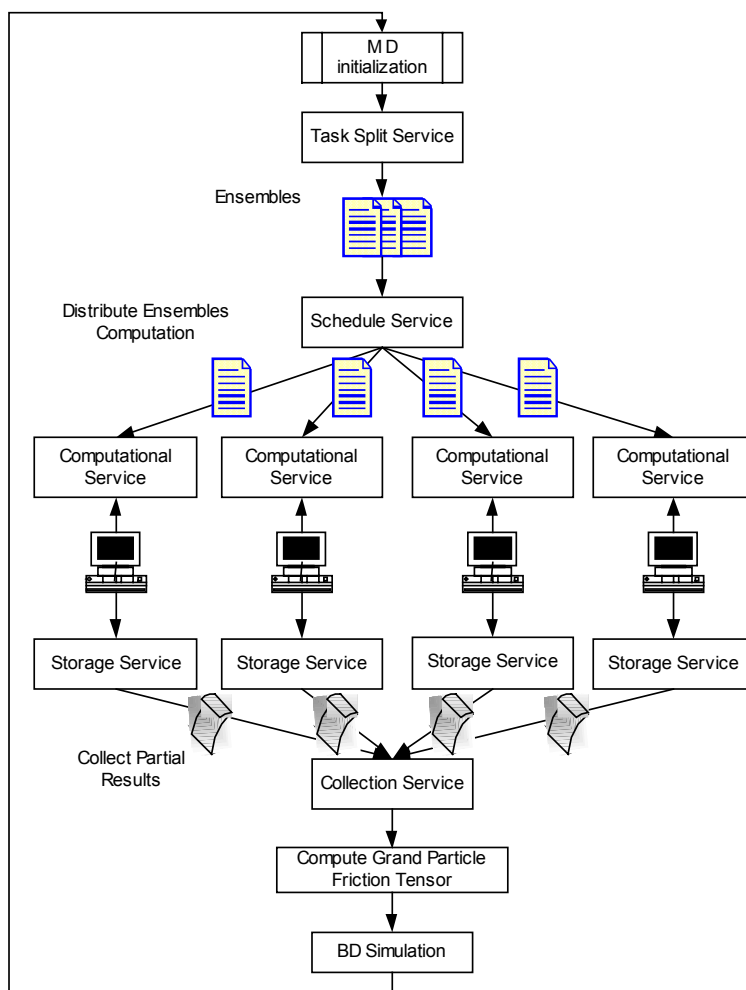 MD
initialization
Task Split Service
Ensembles
Distribute Ensembles
Computation
Schedule Service
Computational
Service
Computational
Service
Computational
Service
Computational
Service
Storage Service
Storage Service
Storage Service
Storage Service
Collect Partial
Results
Collection Service
Compute Grand Particle
Friction Tensor
BD Simulation